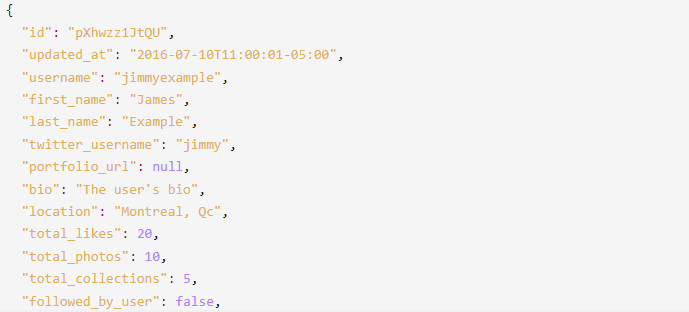 {
"id": "pXhwzz1JtQU",
"updated_at": "2016-07-10T11:00:01-05:00",
"username": "jimmyexample",
"first_name": "James",
"last_name": "Example",
"twitter_username": "jimmy",
"portfolio_url": null,
"bio": "The user's bio",
"location": "Montreal, Qc",
"total_likes": 20,
"total_photos": 10,
"total_collections": 5,
"followed_by_user": false,